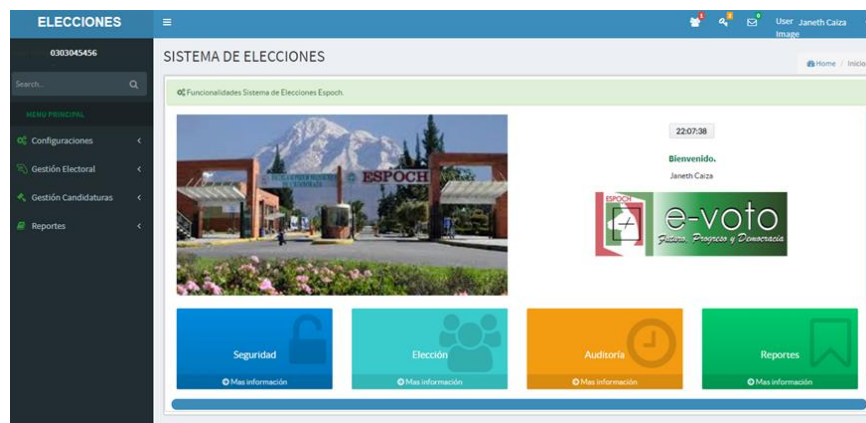 ELECCIONES
User Image
Janeth Caiza
0303045456
SISTEMA DE ELECCIONES
Home / Inicio
Search...
Funcionalidades Sistema de Elecciones Espoch.
MENU PRINCIPAL
Configuraciones
Gestión Electoral
Gestión Candidaturas
Reportes
ESPOCH
22:07:38
Bienvenido.
Janeth Caiza
ESPOCH
e-voto
Futuro, Progreso y Democracia
Seguridad
Mas información
Elección
Mas información
Auditoría
Mas información
Reportes
Mas información